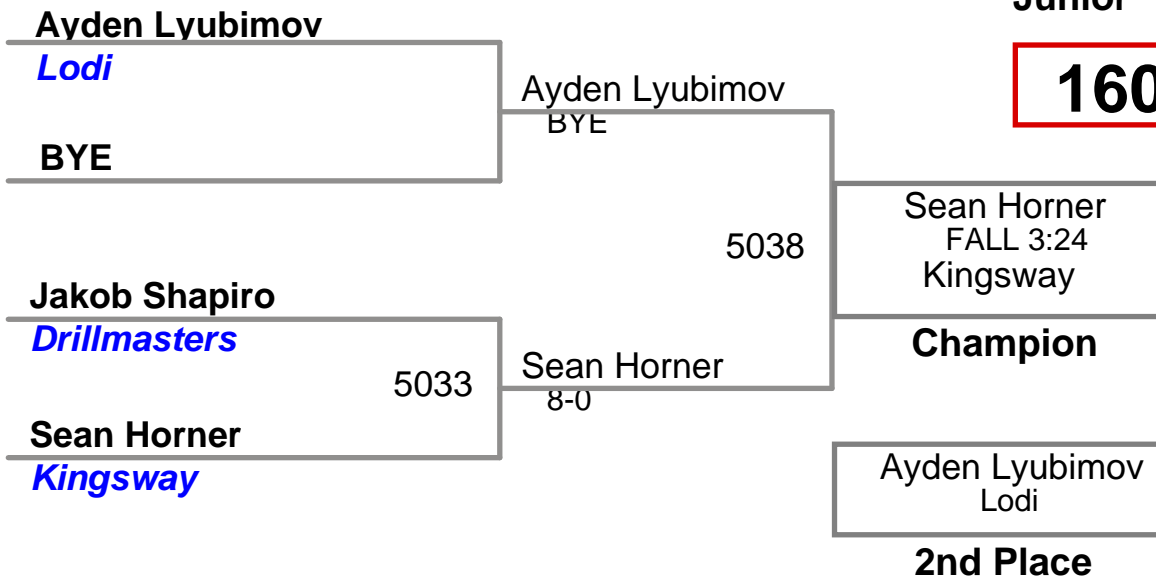 Junior
Ayden Lyubimov
Lodi
Ayden Lyubimov
BYE
160
BYE
Sean Horner
FALL 3:24
Kingsway
5038
Jakob Shapiro
Drillmasters
Champion
Sean Horner
8-0
5033
Sean Horner
Kingsway
Ayden Lyubimov
Lodi
2nd Place